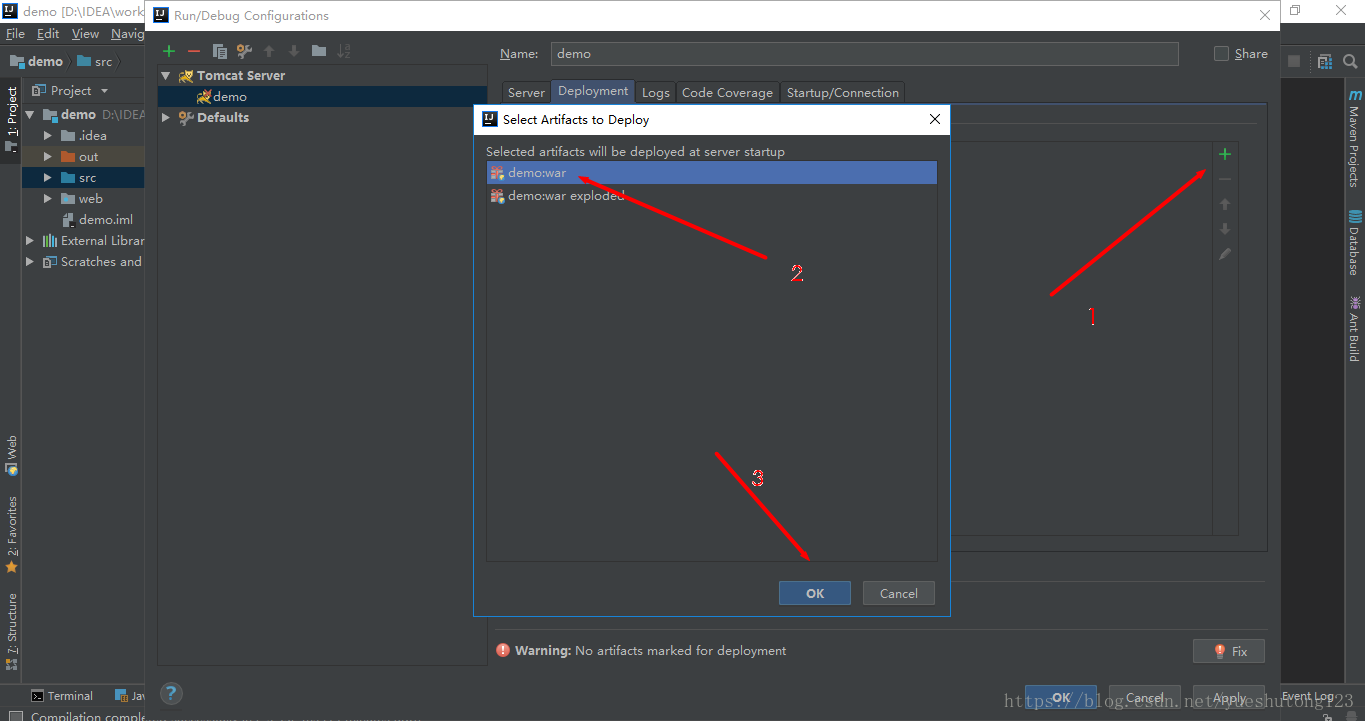 demo [D:\IDEA\work
Run/Debug Configurations
File Edit View Navig
demo src
Name: demo
Share
1: Project
Project
demo D:\IDEA
.idea
out
src
web
demo.iml
External Librar
Scratches and
Tomcat Server
demo
Defaults
Server Deployment Logs Code Coverage Startup/Connection
Select Artifacts to Deploy
Selected artifacts will be deployed at server startup
demo:war
demo:war exploded
1
2
3
OK Cancel
Warning: No artifacts marked for deployment
Fix
OK Cancel Apply
Maven Projects
Database
Ant Build
Web
2: Favorites
7: Structure
Terminal Jav
Event Log
Compilation comple
https://blog.csdn.net/yueshutong123